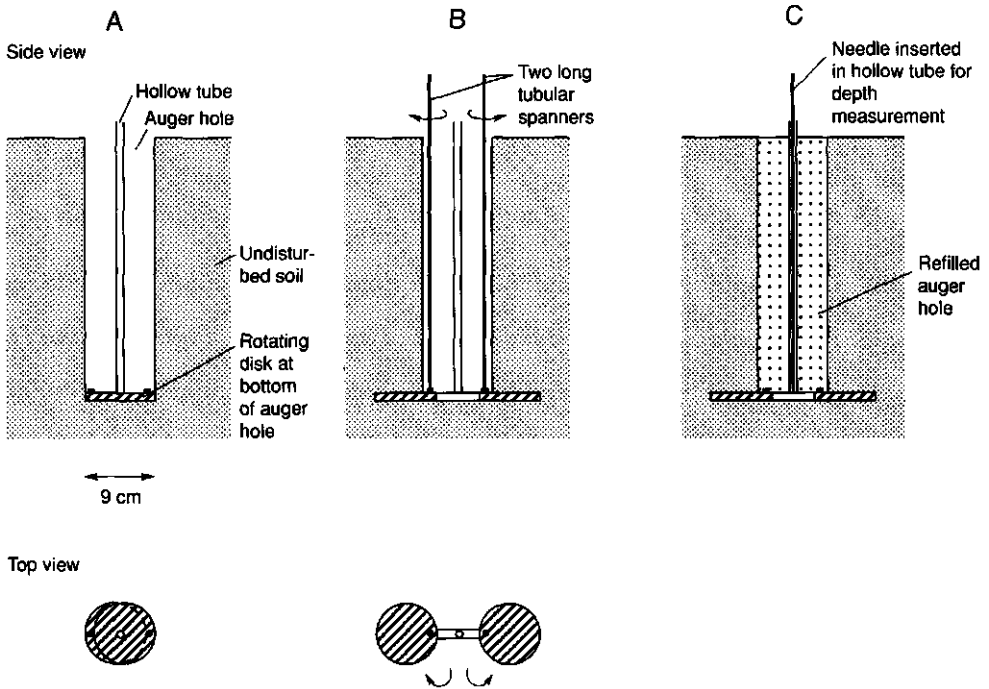 A
B
C
Side view
Hollow tube
Auger hole
Undistur-
bed soil
Rotating
disk at
bottom
of auger
hole
9 cm
Two long
tubular
spanners
Needle inserted
in hollow tube for
depth
measurement
Refilled
auger
hole
Top view